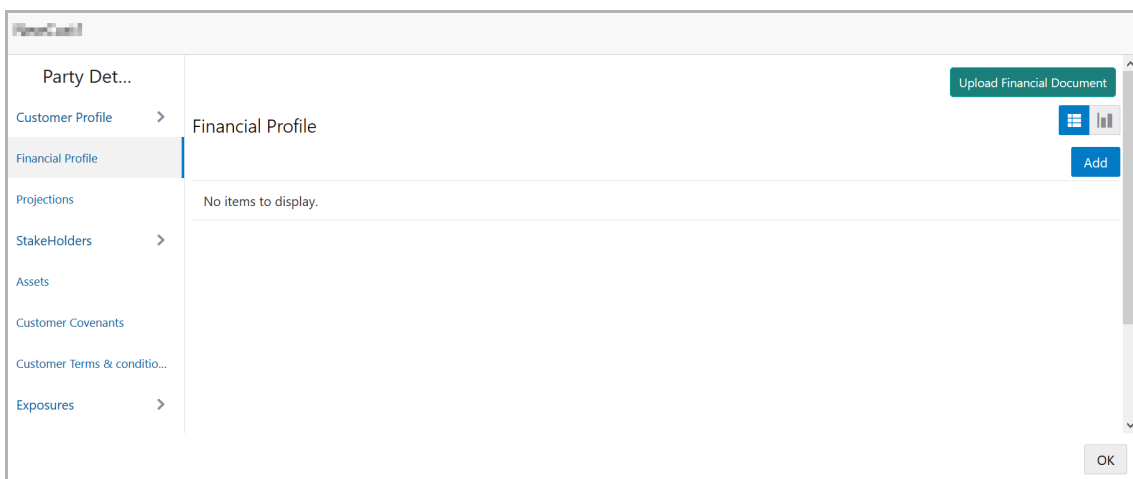 Party Det...
Upload Financial Document
Customer Profile
Financial Profile
Add
Financial Profile
Projections
No items to display.
StakeHolders
Assets
Customer Covenants
Customer Terms & conditio...
Exposures
OK